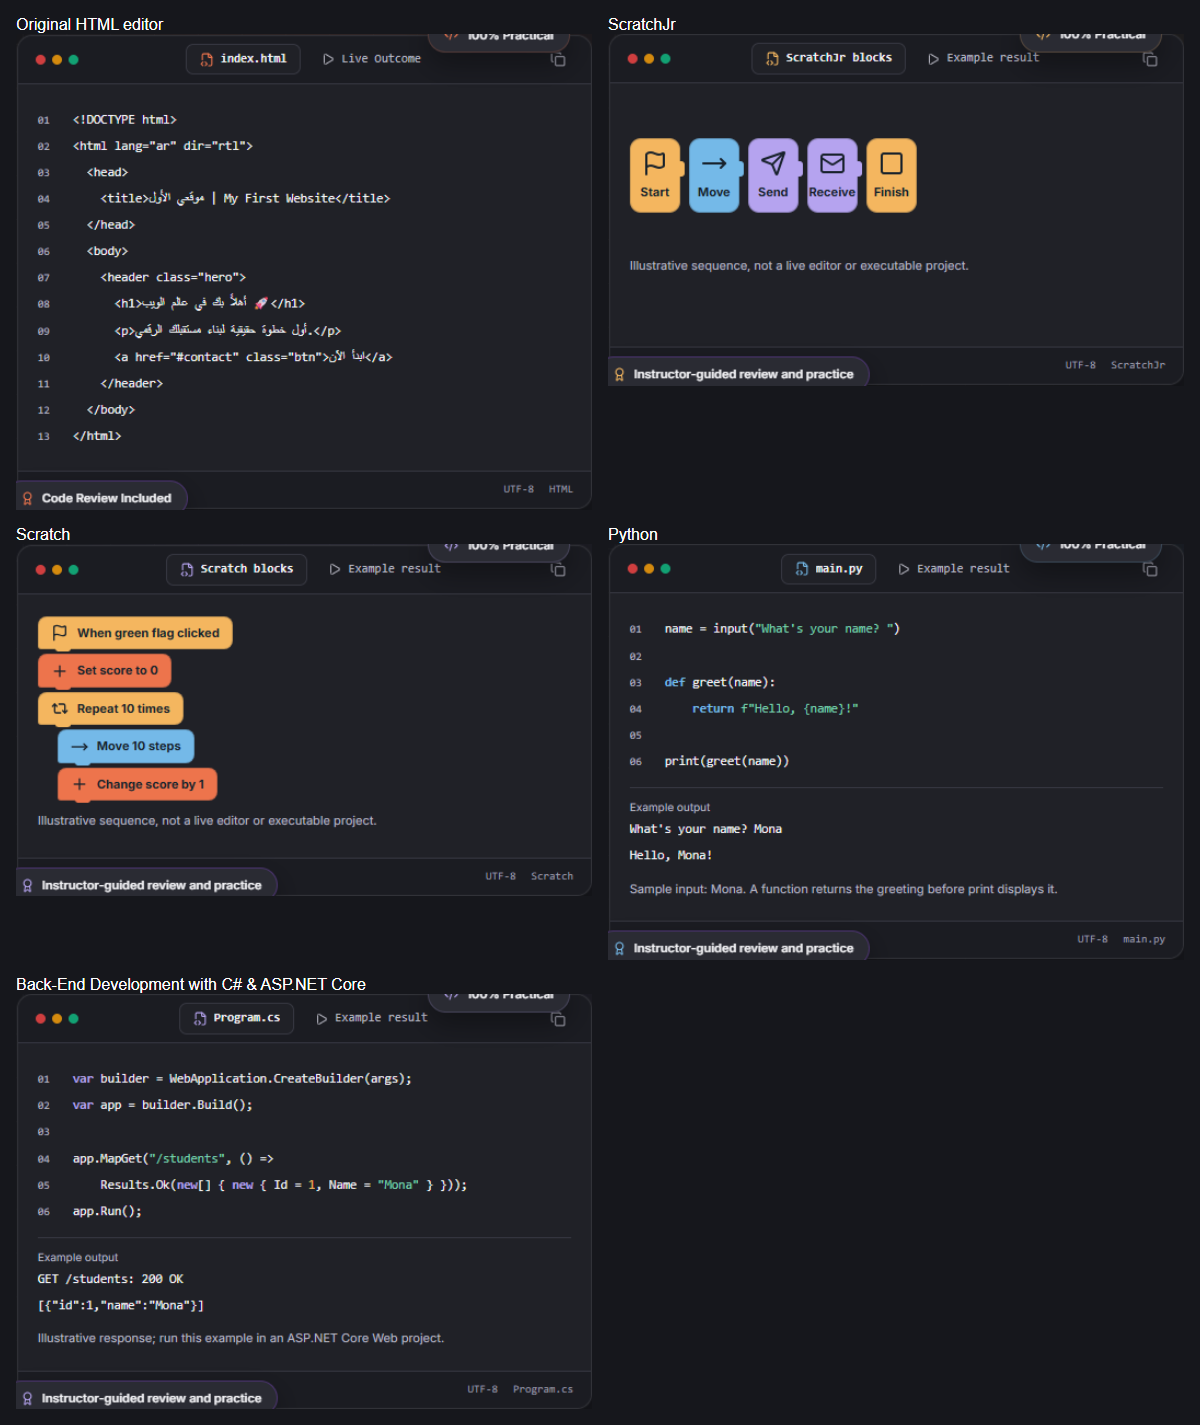 Original HTML editor
100% Practical
index.html
Live Outcome
01 <!DOCTYPE html>
02 <html lang="ar" dir="rtl">
03 <head>
04 <title>موقعي الأول | My First Website</title>
05 </head>
06 <body>
07 <header class="hero">
08 <h1>أهلاً بك في عالم الويب 🚀</h1>
09 <p>أول خطوة حقيقية لبناء مستقبلك الرقمي.</p>
10 <a href="#contact" class="btn">ابدأ الآن</a>
11 </header>
12 </body>
13 </html>
Code Review Included
UTF-8 HTML
ScratchJr
100% Practical
ScratchJr blocks
Example result
Start Move Send Receive Finish
Illustrative sequence, not a live editor or executable project.
Instructor-guided review and practice
UTF-8 ScratchJr
Scratch
100% Practical
Scratch blocks
Example result
When green flag clicked
Set score to 0
Repeat 10 times
Move 10 steps
Change score by 1
Illustrative sequence, not a live editor or executable project.
Instructor-guided review and practice
UTF-8 Scratch
Python
100% Practical
main.py
Example result
01 name = input("What's your name? ")
02
03 def greet(name):
04 return f"Hello, {name}!"
05
06 print(greet(name))
Example output
What's your name? Mona
Hello, Mona!
Sample input: Mona. A function returns the greeting before print displays it.
Instructor-guided review and practice
UTF-8 main.py
Back-End Development with C# & ASP.NET Core
100% Practical
Program.cs
Example result
01 var builder = WebApplication.CreateBuilder(args);
02 var app = builder.Build();
03
04 app.MapGet("/students", () =>
05 Results.Ok(new[] { new { Id = 1, Name = "Mona" } }));
06 app.Run();
Example output
GET /students: 200 OK
[{"id":1,"name":"Mona"}]
Illustrative response; run this example in an ASP.NET Core Web project.
Instructor-guided review and practice
UTF-8 Program.cs